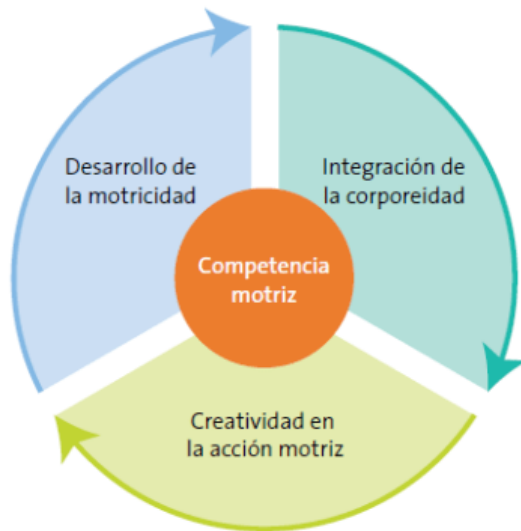 Desarrollo de
la motricidad
Integración de
la corporeidad
Competencia
motriz
Creatividad en
la acción motriz